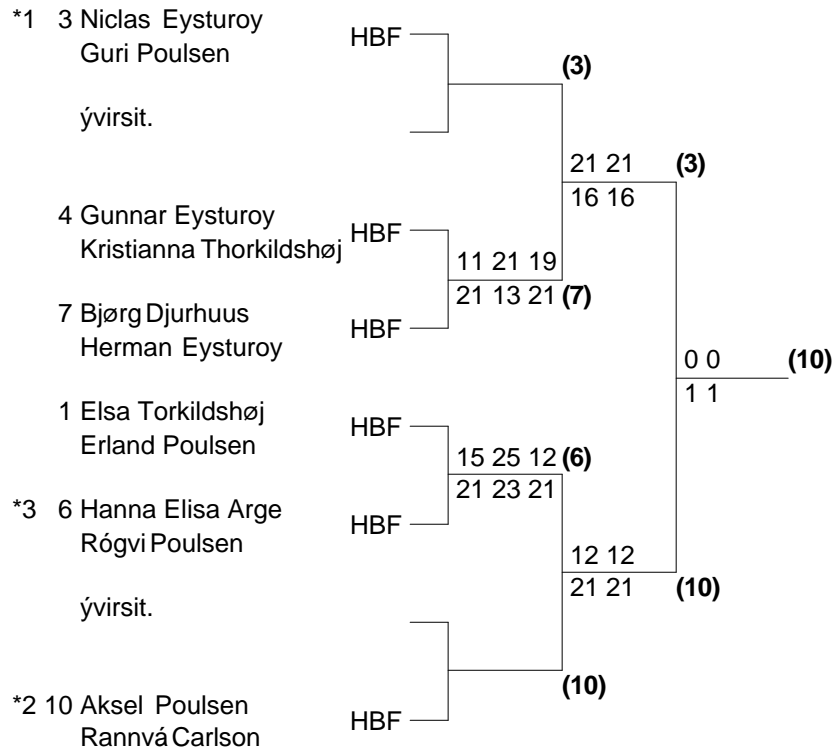 *1 3 Niclas Eysturoy HBF
Guri Poulsen
(3)
ývirsit.
21 21 (3)
16 16
4 Gunnar Eysturoy HBF
Kristianna Thorkildshøj
11 21 19
21 13 21 (7)
7 Bjørg Djurhuus HBF
Herman Eysturoy
0 0 (10)
1 1
1 Elsa Torkildshøj HBF
Erland Poulsen
15 25 12 (6)
21 23 21
*3 6 Hanna Elisa Arge HBF
Rógvi Poulsen
12 12
21 21 (10)
ývirsit.
(10)
*2 10 Aksel Poulsen HBF
Rannvá Carlson